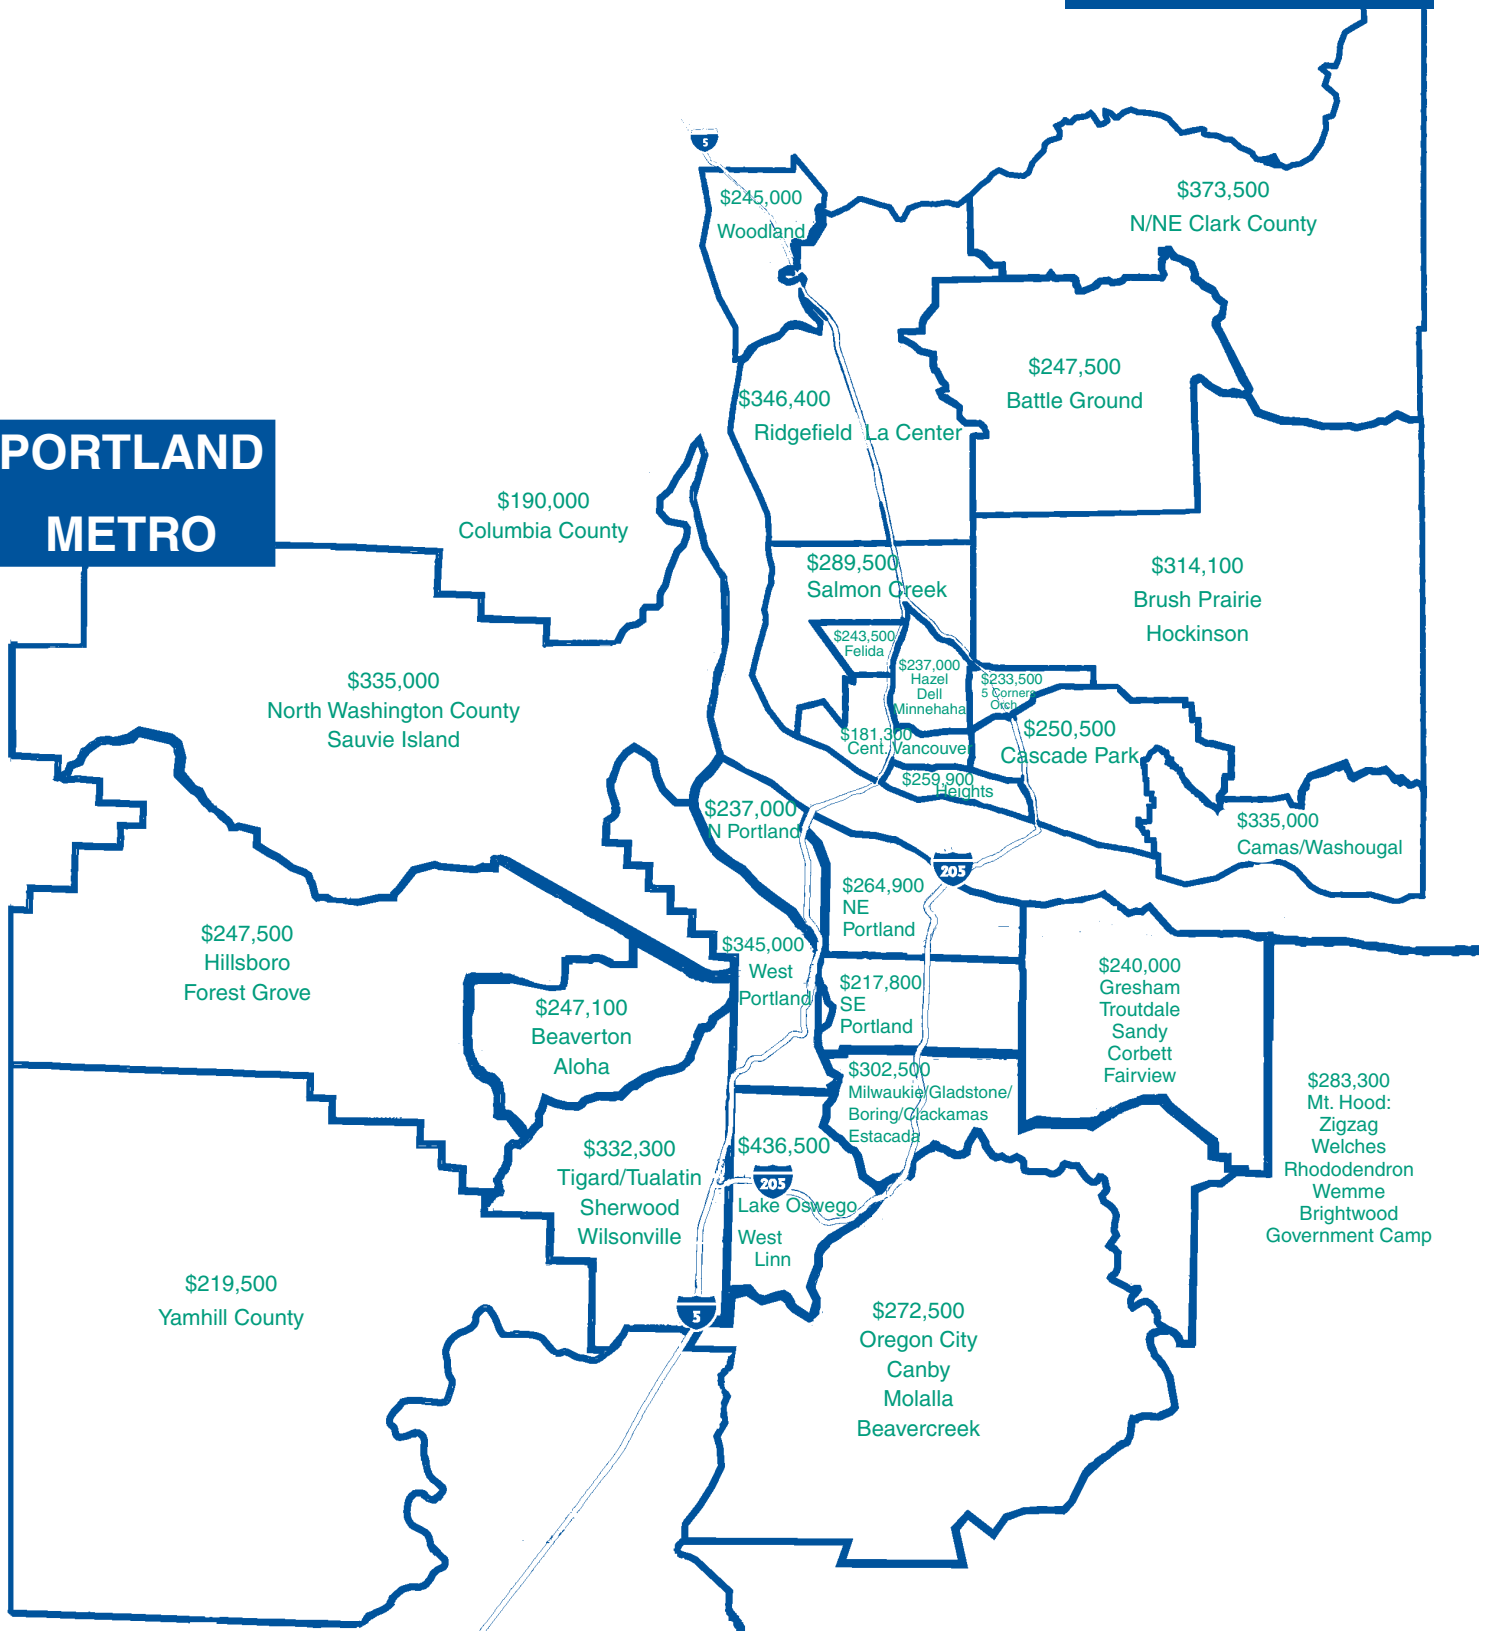 5
$245,000
Woodland
$373,500
N/NE Clark County
$247,500
Battle Ground
$346,400
Ridgefield La Center
PORTLAND
METRO
$190,000
Columbia County
$289,500
Salmon Creek
$314,100
Brush Prairie
Hockinson
$243,500
Felida
$237,000
Hazel
Dell
Minnehaha
$233,500
5 Corners
Orch
$335,000
North Washington County
Sauvie Island
$181,300
Cent. Vancouver
$250,500
Cascade Park
$259,900
Heights
$237,000
N Portland
$335,000
Camas/Washougal
205
$264,900
NE
Portland
$247,500
Hillsboro
Forest Grove
$345,000
West
Portland
$217,800
SE
Portland
$240,000
Gresham
Troutdale
Sandy
Corbett
Fairview
$247,100
Beaverton
Aloha
$302,500
Milwaukie/Gladstone/
Boring/Clackamas
Estacada
$283,300
Mt. Hood:
Zigzag
Welches
Rhododendron
Wemme
Brightwood
Government Camp
$332,300
Tigard/Tualatin
Sherwood
Wilsonville
$436,500
205
Lake Oswego
West
Linn
$219,500
Yamhill County
5
$272,500
Oregon City
Canby
Molalla
Beavercreek